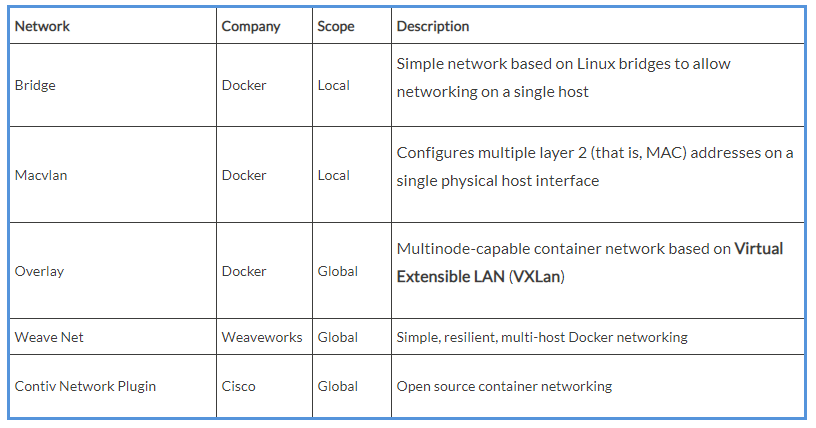 Network Company Scope Description
Bridge Docker Local Simple network based on Linux bridges to allow
networking on a single host
Macvlan Docker Local Configures multiple layer 2 (that is, MAC) addresses on a
single physical host interface
Overlay Docker Global Multinode-capable container network based on Virtual
Extensible LAN (VXLan)
Weave Net Weaveworks Global Simple, resilient, multi-host Docker networking
Contiv Network Plugin Cisco Global Open source container networking